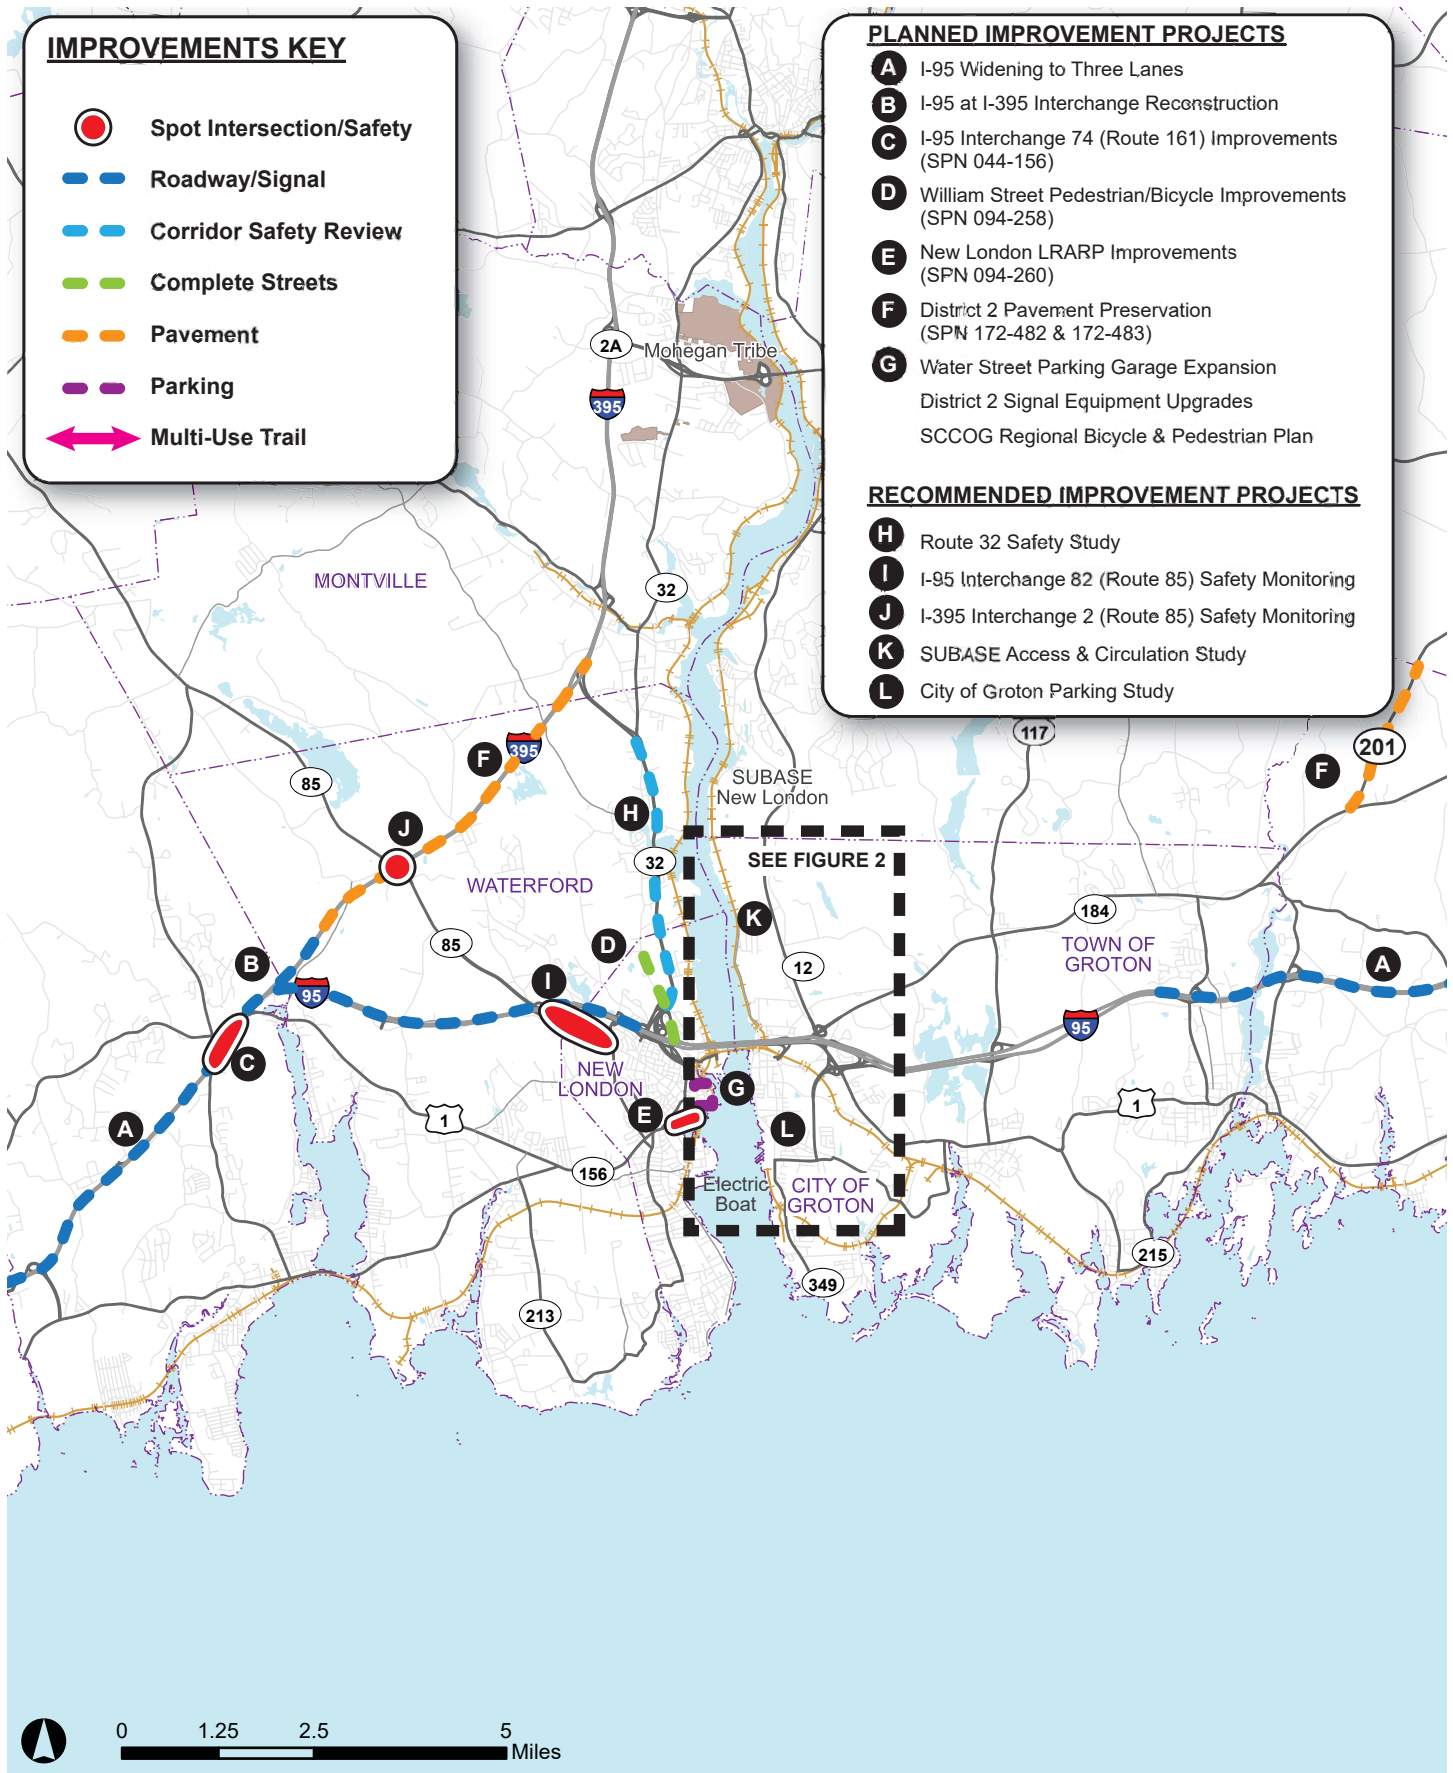 IMPROVEMENTS KEY
Spot Intersection/Safety
Roadway/Signal
Corridor Safety Review
Complete Streets
Pavement
Parking
Multi-Use Trail
PLANNED IMPROVEMENT PROJECTS
A I-95 Widening to Three Lanes
B I-95 at I-395 Interchange Reconstruction
C I-95 Interchange 74 (Route 161) Improvements
(SPN 044-156)
D William Street Pedestrian/Bicycle Improvements
(SPN 094-258)
E New London LRARP Improvements
(SPN 094-260)
F District 2 Pavement Preservation
(SPN 172-482 & 172-483)
G Water Street Parking Garage Expansion
District 2 Signal Equipment Upgrades
SCCOG Regional Bicycle & Pedestrian Plan
RECOMMENDED IMPROVEMENT PROJECTS
H Route 32 Safety Study
I I-95 Interchange 82 (Route 85) Safety Monitoring
J I-395 Interchange 2 (Route 85) Safety Monitoring
K SUBASE Access & Circulation Study
L City of Groton Parking Study
2A
Mohegan Tribe
395
MONTVILLE
32
117
201
F
395
F
85
SUBASE
New London
H
J
32
SEE FIGURE 2
WATERFORD
K
184
85
D
12
TOWN OF
GROTON
B
A
I
95
95
C
NEW
LONDON
G
1
1
E
A
L
156
Electric
Boat
CITY OF
GROTON
215
349
213
0
1.25
2.5
5
Miles